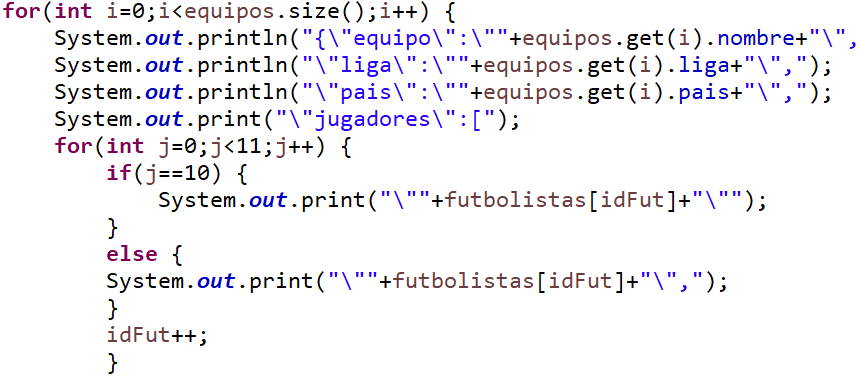 for(int i=0;i<equipos.size();i++) {
System.out.println("{\"equipo\":\""+equipos.get(i).nombre+"\",
System.out.println("\"liga\":\""+equipos.get(i).liga+"\",");
System.out.println("\"pais\":\""+equipos.get(i).pais+"\",");
System.out.print("\"jugadores\":[");
for(int j=0;j<11;j++) {
if(j==10) {
System.out.print("\""+futbolistas[idFut]+"\"");
}
else {
System.out.print("\""+futbolistas[idFut]+"\",");
}
idFut++;
}